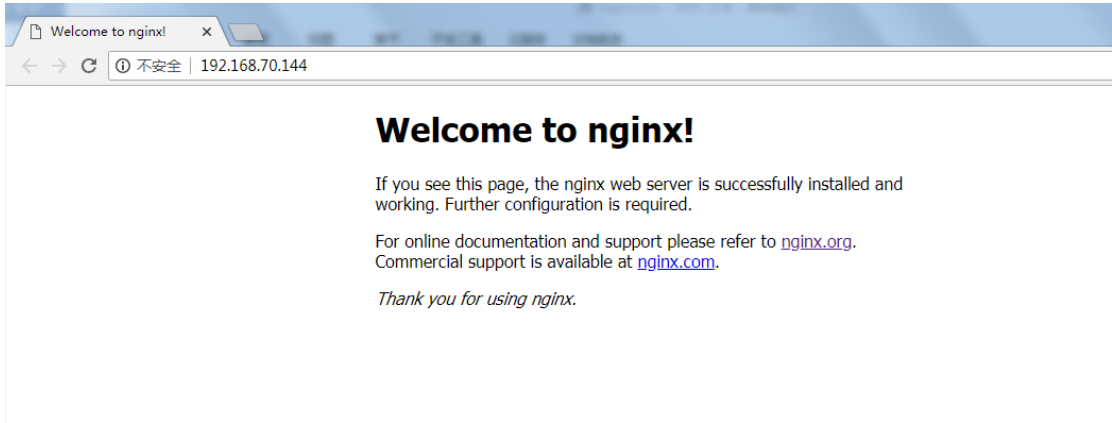 Welcome to nginx!
不安全 | 192.168.70.144
Welcome to nginx!
If you see this page, the nginx web server is successfully installed and
working. Further configuration is required.
For online documentation and support please refer to nginx.org.
Commercial support is available at nginx.com.
Thank you for using nginx.